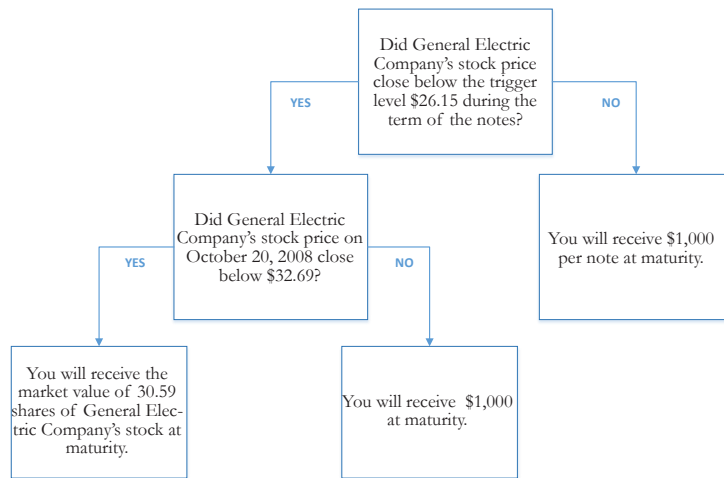 Did General Electric
Company's stock price
close below the trigger
level $26.15 during the
term of the notes?
YES
NO
Did General Electric
Company's stock price on
October 20, 2008 close
below $32.69?
You will receive $1,000
per note at maturity.
YES
NO
You will receive the
market value of 30.59
shares of General Elec-
tric Company's stock at
maturity.
You will receive $1,000
at maturity.